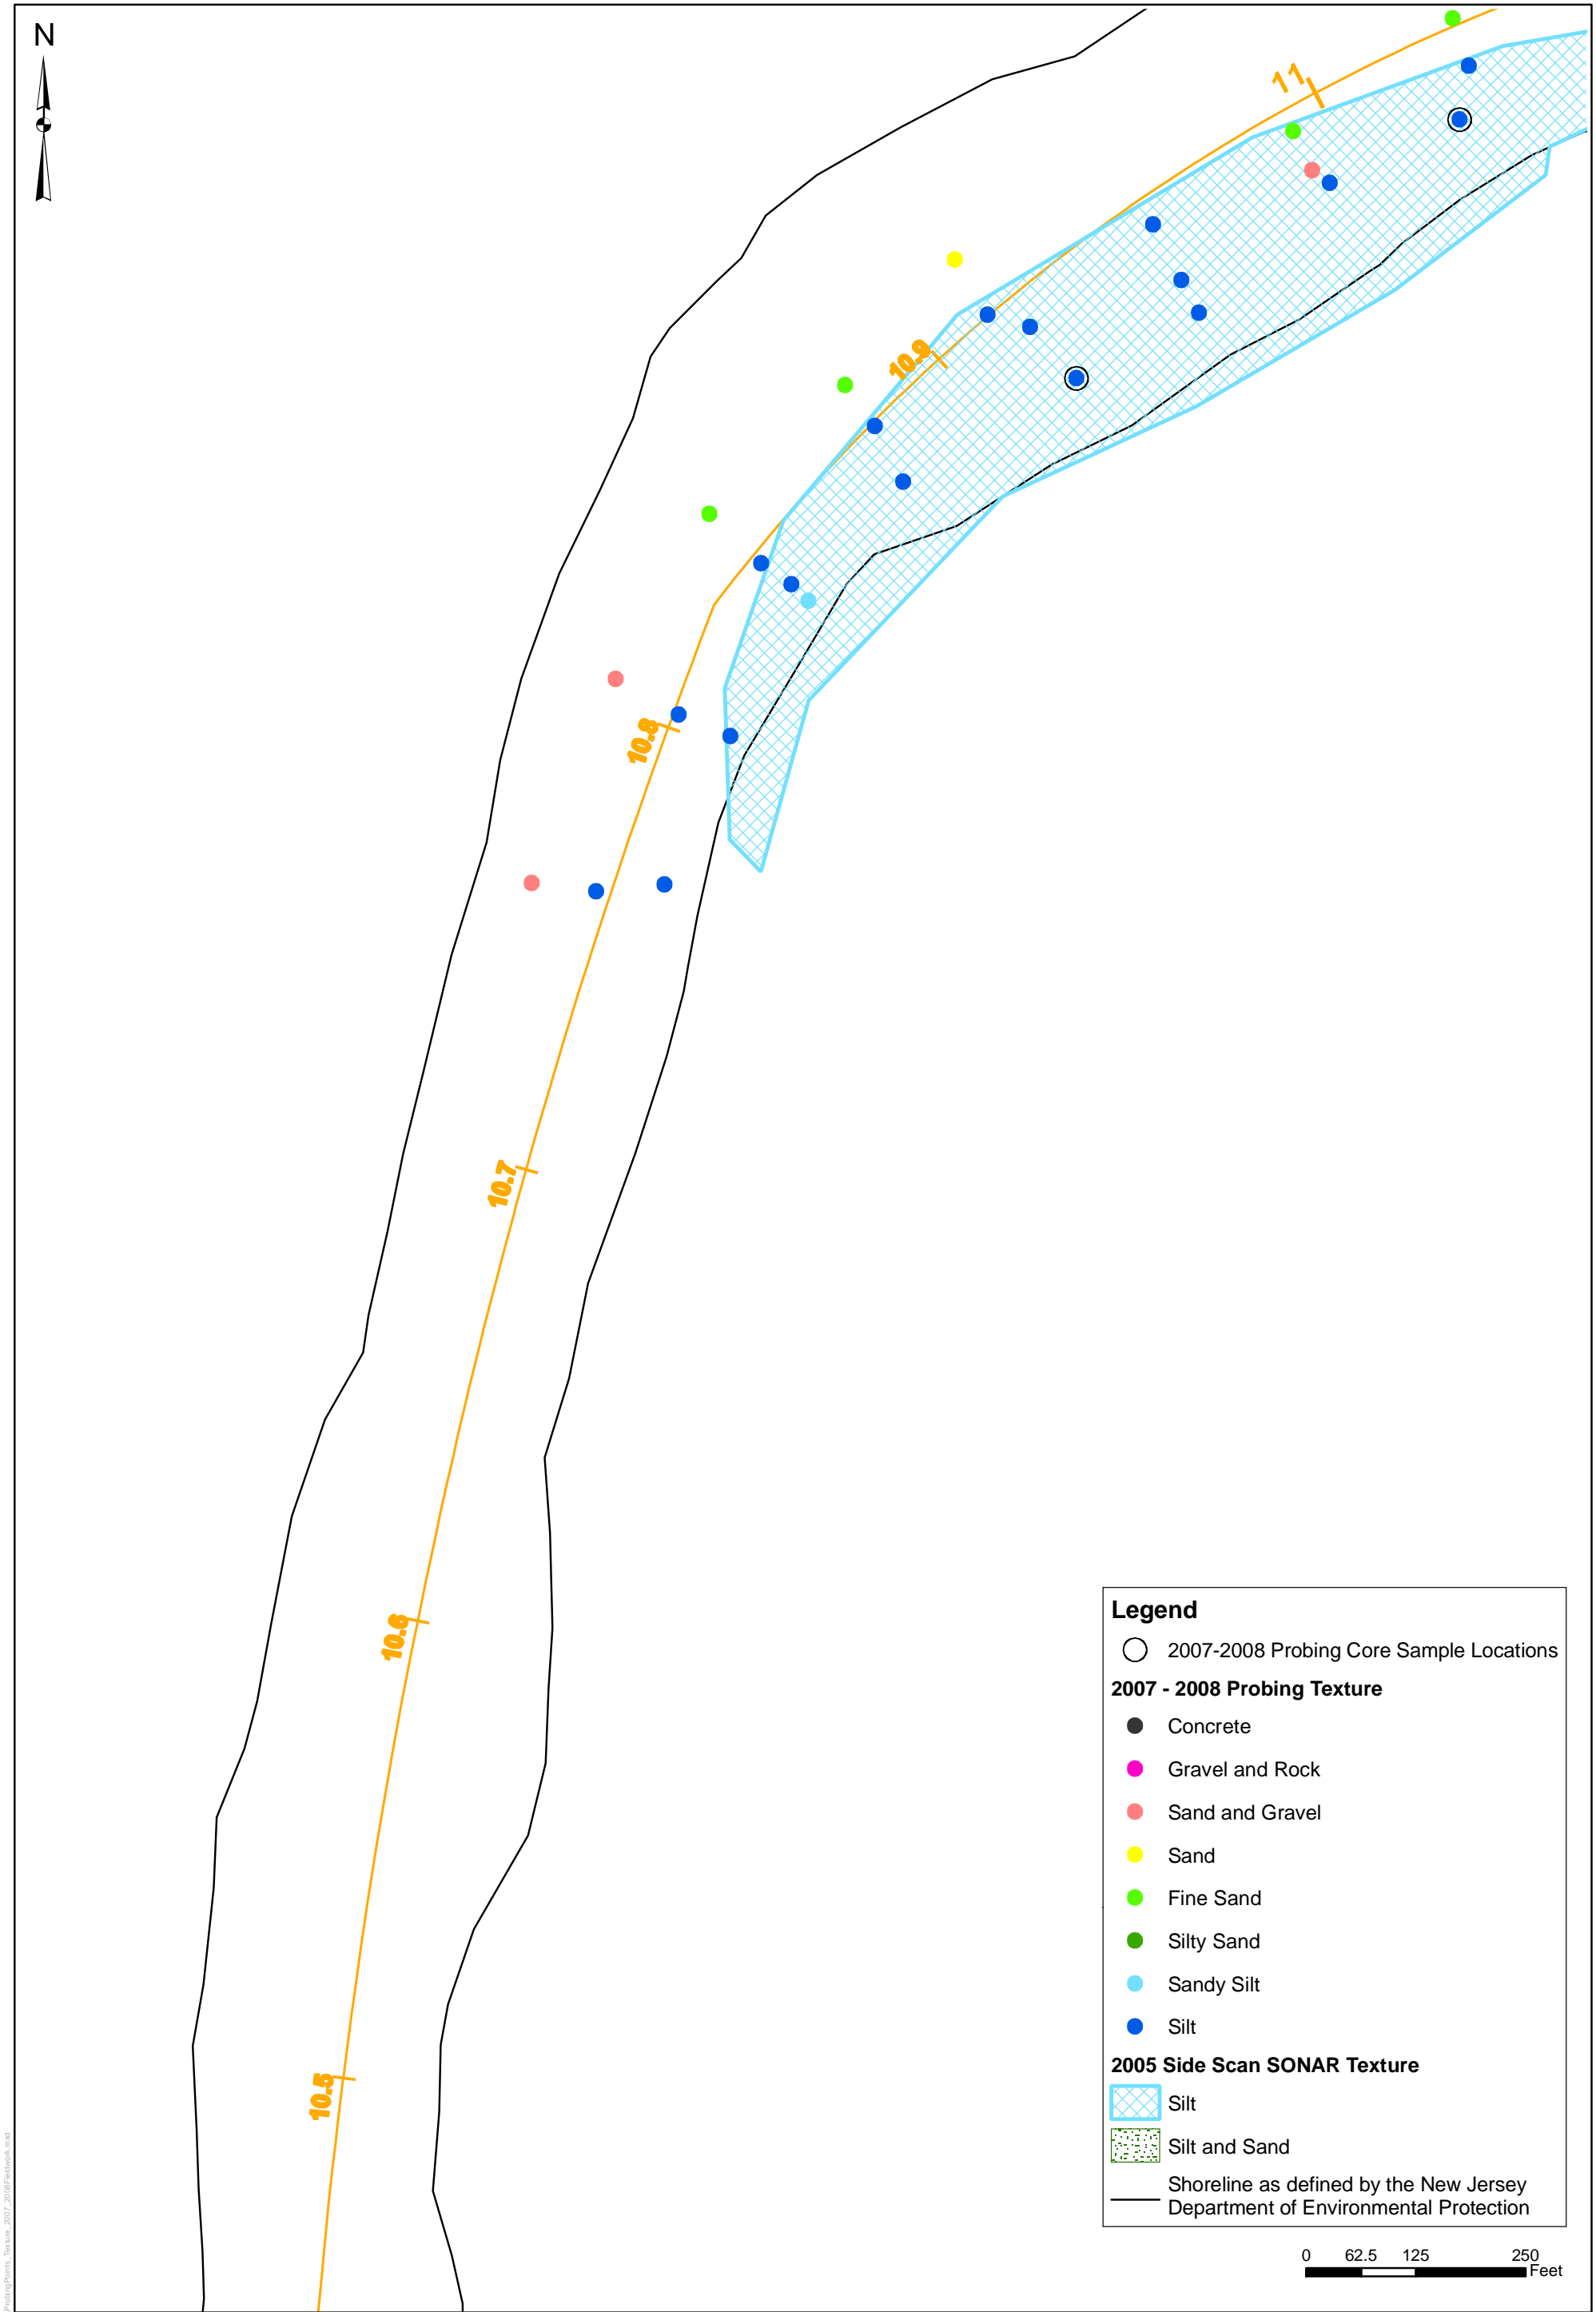 N
11
10.9
10.8
10.7
10.6
10.5
Legend
2007-2008 Probing Core Sample Locations
2007 - 2008 Probing Texture
Concrete
Gravel and Rock
Sand and Gravel
Sand
Fine Sand
Silty Sand
Sandy Silt
Silt
2005 Side Scan SONAR Texture
Silt
Silt and Sand
Shoreline as defined by the New Jersey
Department of Environmental Protection
0 62.5 125 250
Feet
ProbingPoints_Texture_2007_2008Fieldwork.mxd